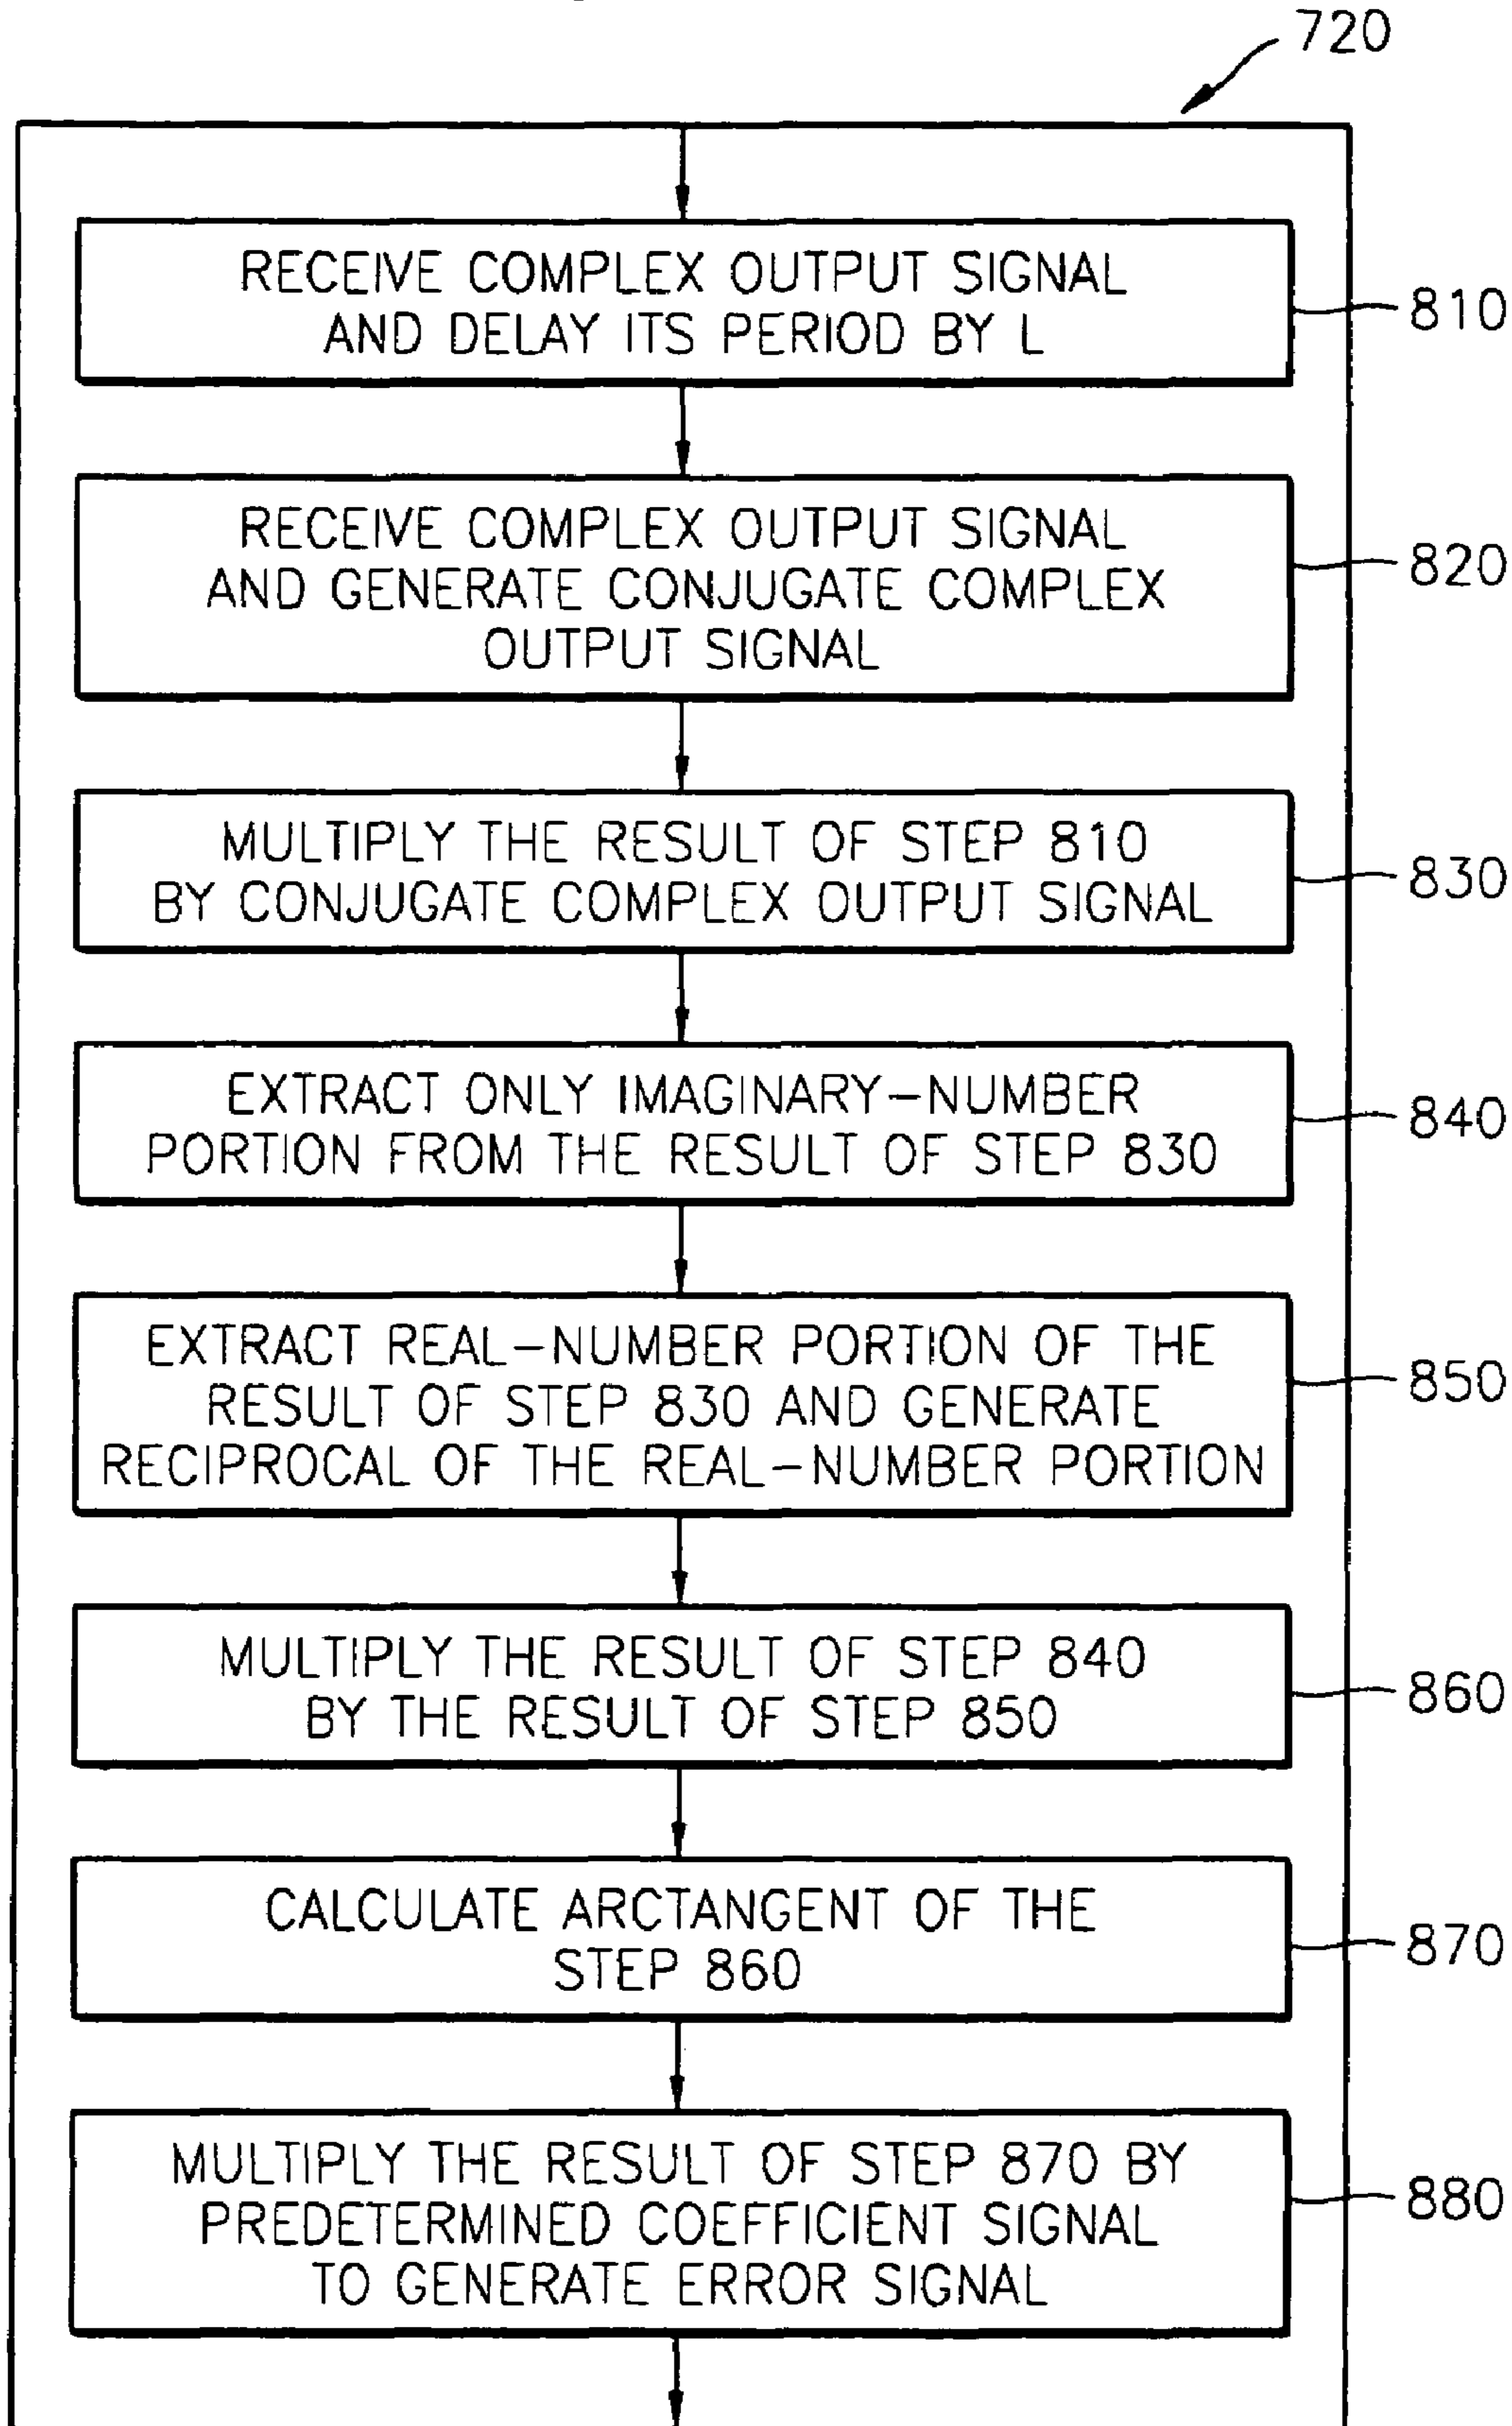 720
RECEIVE COMPLEX OUTPUT SIGNAL
AND DELAY ITS PERIOD BY L
810
RECEIVE COMPLEX OUTPUT SIGNAL
AND GENERATE CONJUGATE COMPLEX
OUTPUT SIGNAL
820
MULTIPLY THE RESULT OF STEP 810
BY CONJUGATE COMPLEX OUTPUT SIGNAL
830
EXTRACT ONLY IMAGINARY-NUMBER
PORTION FROM THE RESULT OF STEP 830
840
EXTRACT REAL-NUMBER PORTION OF THE
RESULT OF STEP 830 AND GENERATE
RECIPROCAL OF THE REAL-NUMBER PORTION
850
MULTIPLY THE RESULT OF STEP 840
BY THE RESULT OF STEP 850
860
CALCULATE ARCTANGENT OF THE
STEP 860
870
MULTIPLY THE RESULT OF STEP 870 BY
PREDETERMINED COEFFICIENT SIGNAL
TO GENERATE ERROR SIGNAL
880